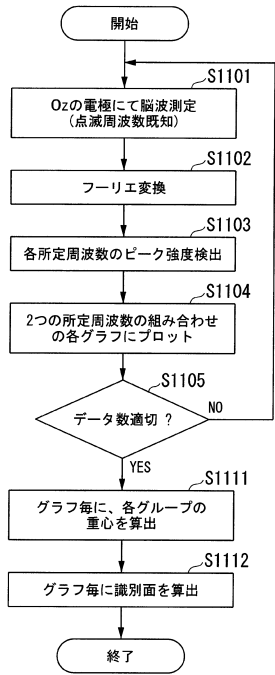 開始
S1101
Ozの電極にて脳波測定
(点滅周波数既知)
S1102
フーリエ変換
S1103
各所定周波数のピーク強度検出
S1104
2つの所定周波数の組み合わせ
の各グラフにプロット
S1105
データ数適切 ?
NO
YES
S1111
グラフ毎に、各グループの
重心を算出
S1112
グラフ毎に識別面を算出
終了